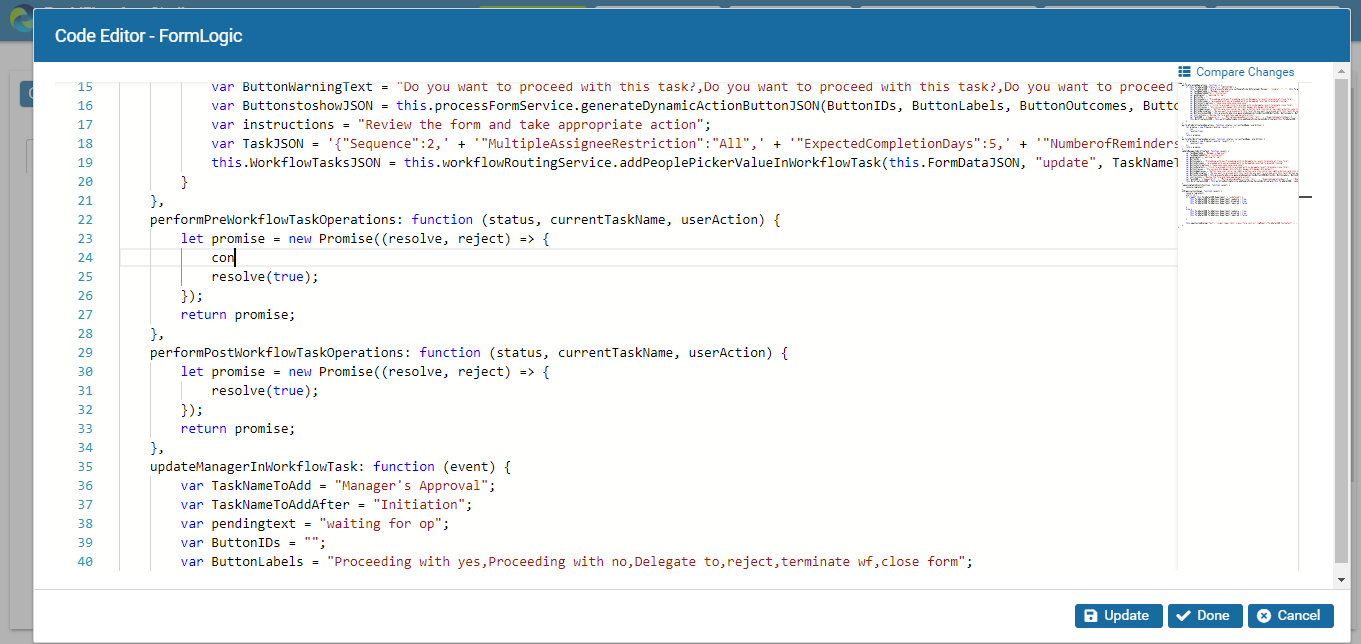 Code Editor - FormLogic
Compare Changes
15 var ButtonWarningText = "Do you want to proceed with this task?,Do you want to proceed with this task?,Do you want to proceed
16 var ButtonstoshowJSON = this.processFormService.generateDynamicActionButtonJSON(ButtonIDs, ButtonLabels, ButtonOutcomes, Butto
17 var instructions = "Review the form and take appropriate action";
18 var TaskJSON = '{"Sequence":2,' + '"MultipleAssigneeRestriction":"All",' + '"ExpectedCompletionDays":5,' + '"NumberofReminders
19 this.WorkflowTasksJSON = this.workflowRoutingService.addPeoplePickerValueInWorkflowTask(this.FormDataJSON, "update", TaskNameT
20 }
21 },
22 performPreWorkflowTaskOperations: function (status, currentTaskName, userAction) {
23 let promise = new Promise((resolve, reject) => {
24 con
25 resolve(true);
26 });
27 return promise;
28 },
29 performPostWorkflowTaskOperations: function (status, currentTaskName, userAction) {
30 let promise = new Promise((resolve, reject) => {
31 resolve(true);
32 });
33 return promise;
34 },
35 updateManagerInWorkflowTask: function (event) {
36 var TaskNameToAdd = "Manager's Approval";
37 var TaskNameToAddAfter = "Initiation";
38 var pendingtext = "waiting for op";
39 var ButtonIDs = "";
40 var ButtonLabels = "Proceeding with yes,Proceeding with no,Delegate to,reject,terminate wf,close form";
Update Done Cancel